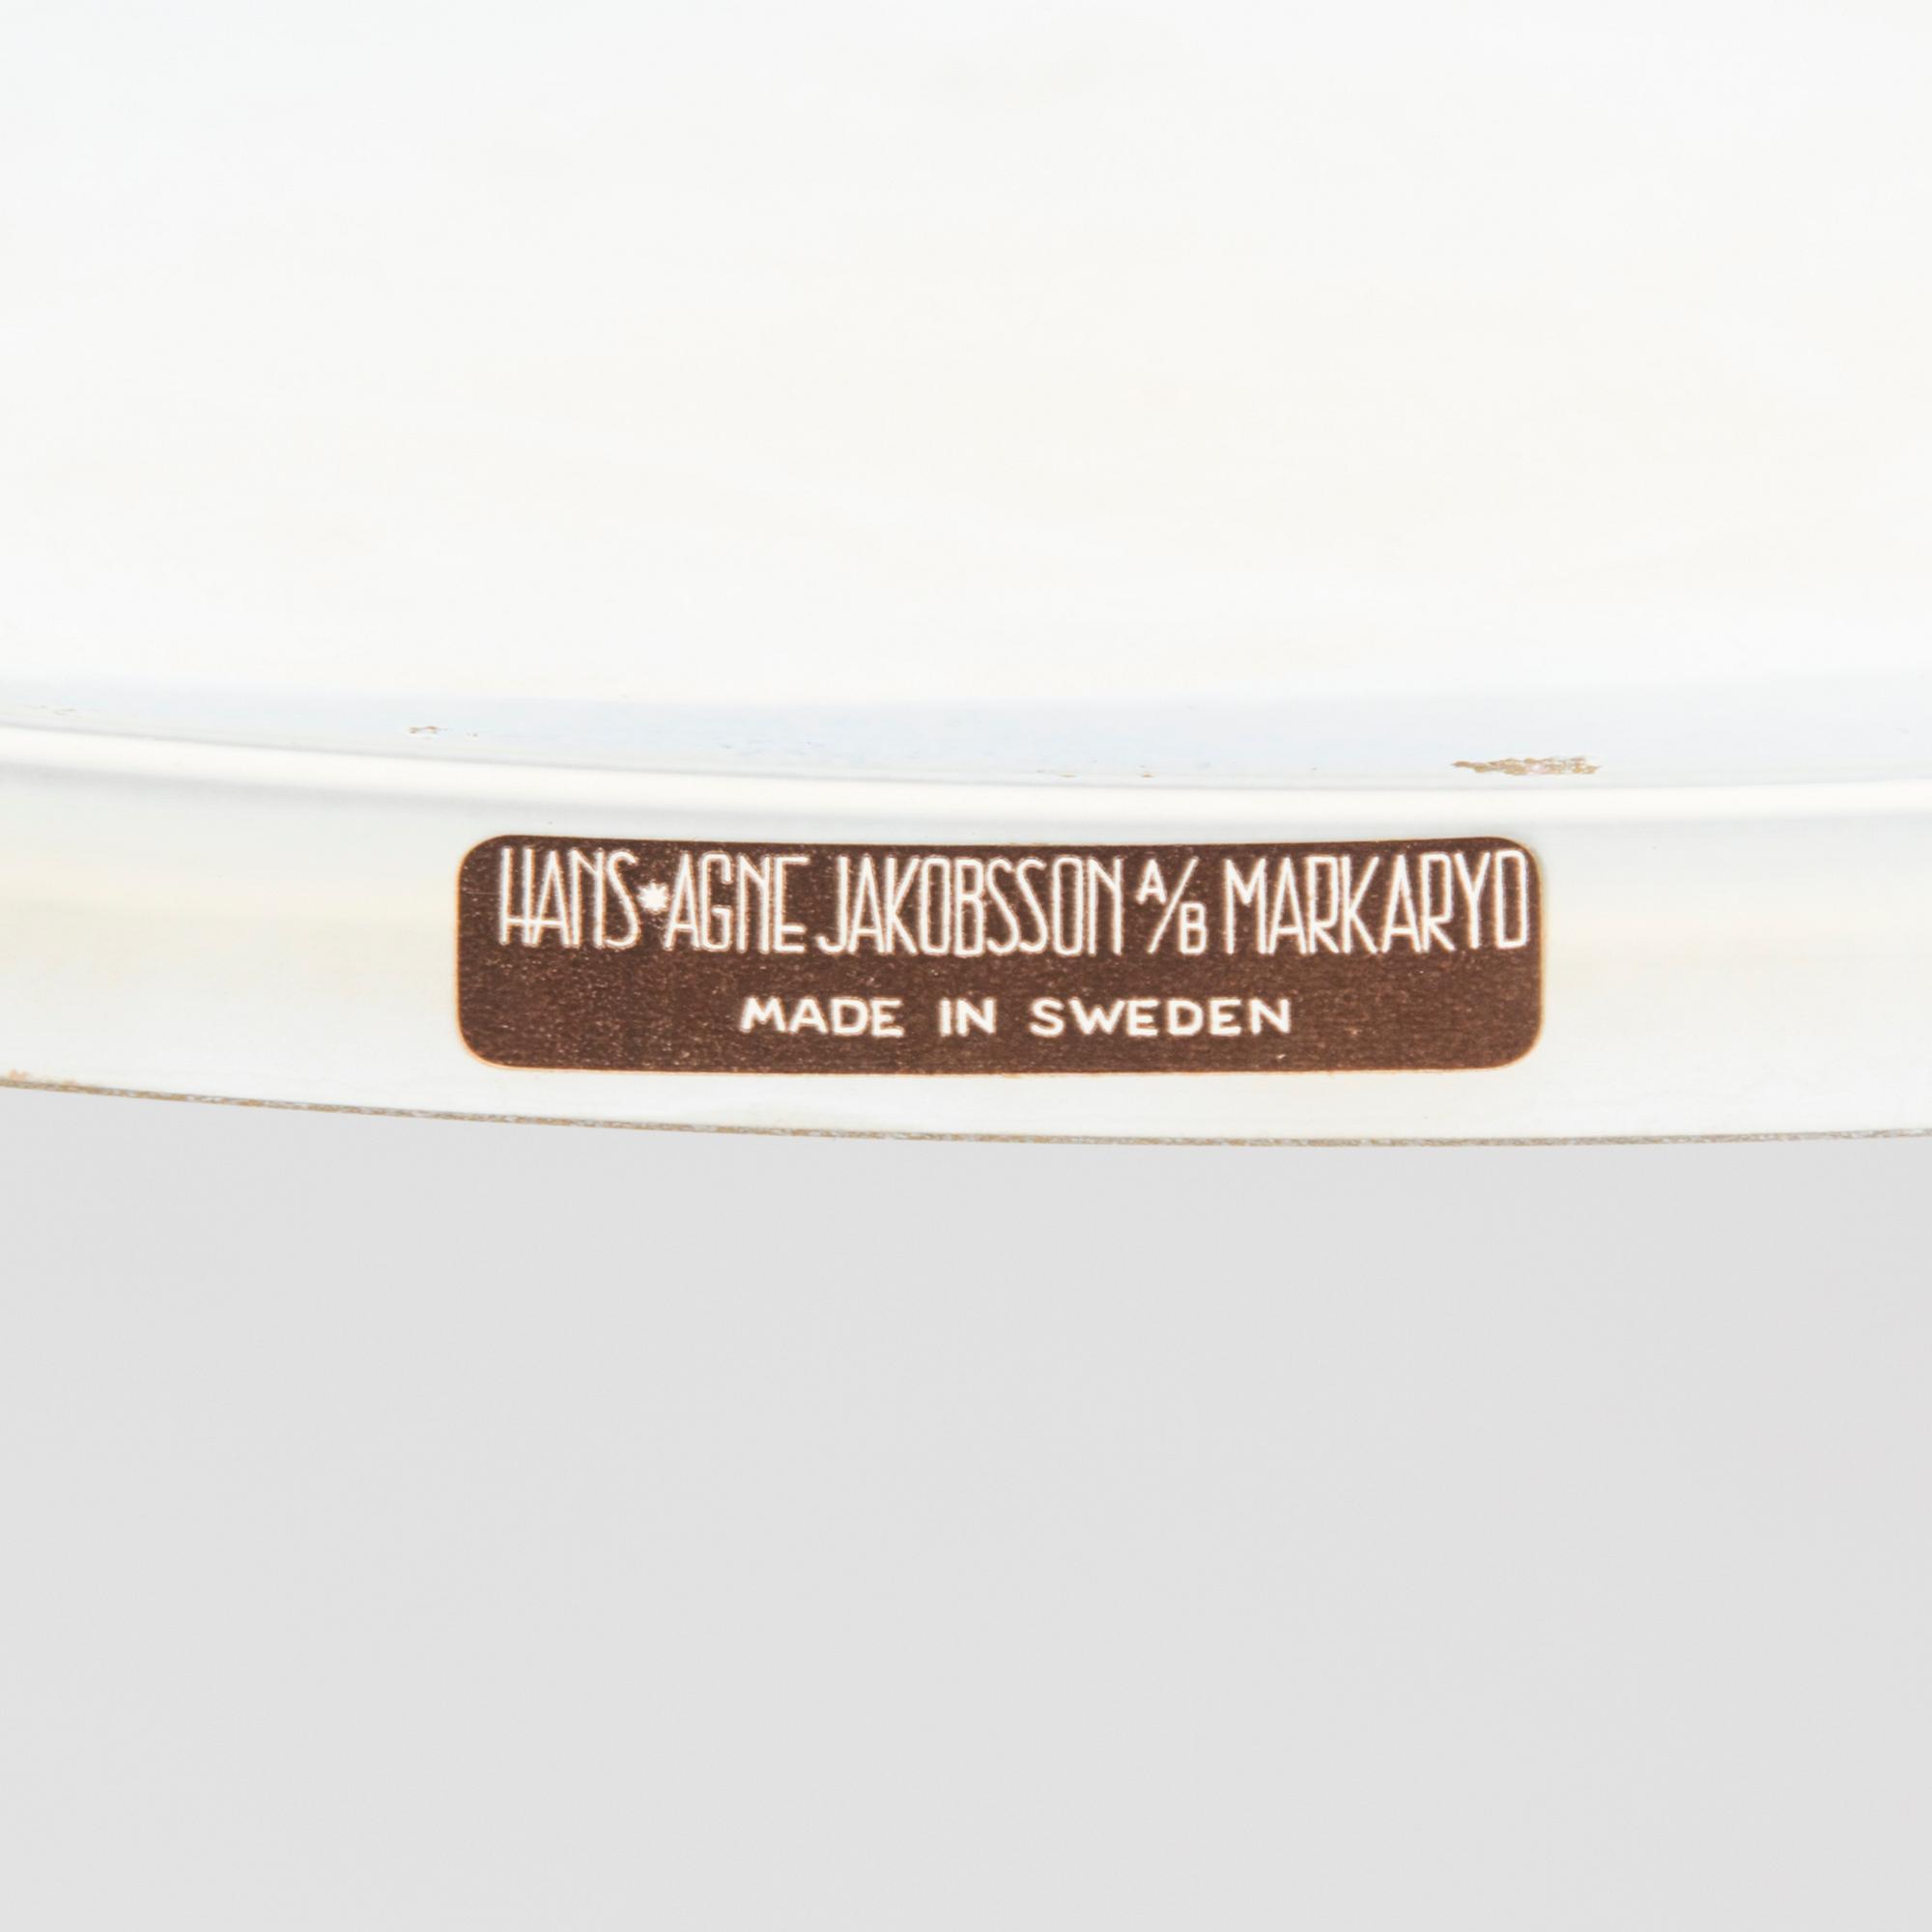 HANS*AGNE JAKOBSSON A/B MARKARYD
MADE IN SWEDEN